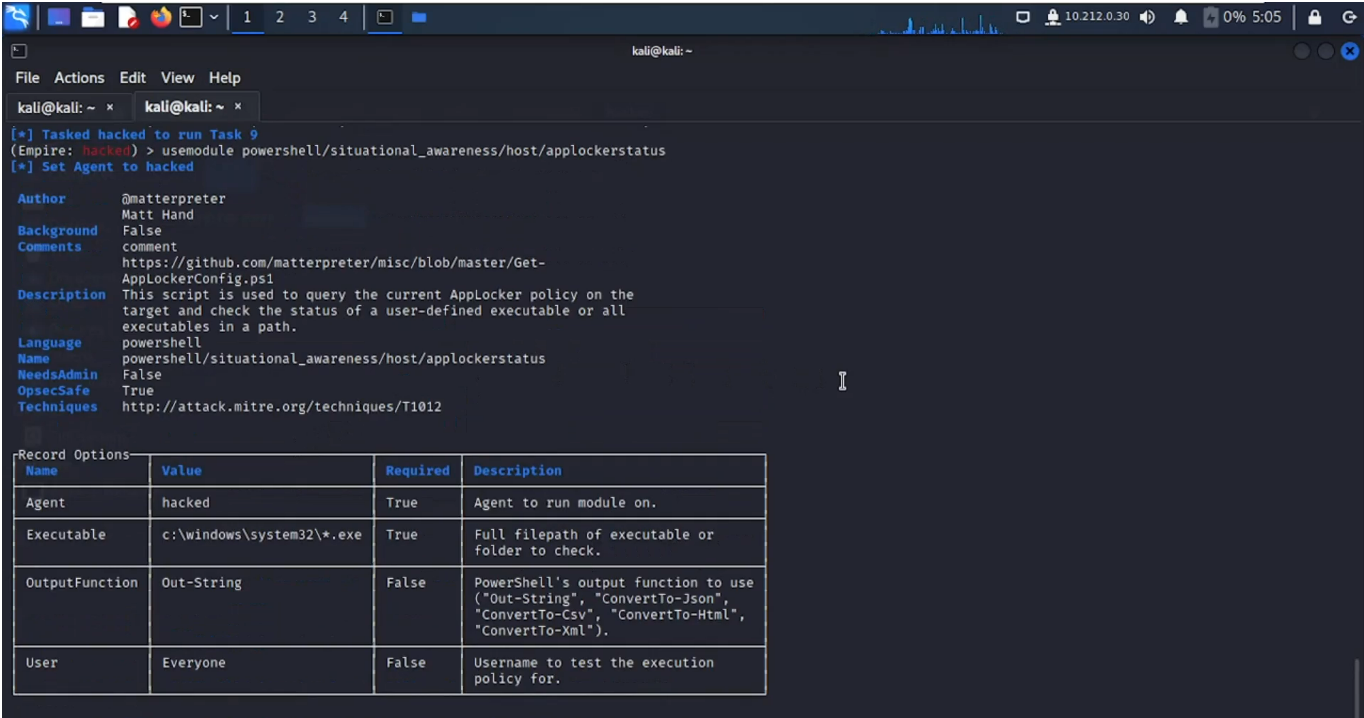 1 2 3 4 10.212.0.30 0% 5:05
kali@kali: ~
File Actions Edit View Help
kali@kali: ~ × kali@kali: ~ ×
[*] Tasked hacked to run Task 9
(Empire: hacked) > usemodule powershell/situational_awareness/host/applockerstatus
[*] Set Agent to hacked
Author @matterpreter
Matt Hand
Background False
Comments comment
https://github.com/matterpreter/misc/blob/master/Get-
AppLockerConfig.ps1
Description This script is used to query the current AppLocker policy on the
target and check the status of a user-defined executable or all
executables in a path.
Language powershell
Name powershell/situational_awareness/host/applockerstatus
NeedsAdmin False
OpsecSafe True
Techniques http://attack.mitre.org/techniques/T1012
Record Options
Name Value Required Description
Agent hacked True Agent to run module on.
Executable c:\windows\system32\*.exe True Full filepath of executable or
folder to check.
OutputFunction Out-String False PowerShell's output function to use
("Out-String", "ConvertTo-Json",
"ConvertTo-Csv", "ConvertTo-Html",
"ConvertTo-Xml").
User Everyone False Username to test the execution
policy for.